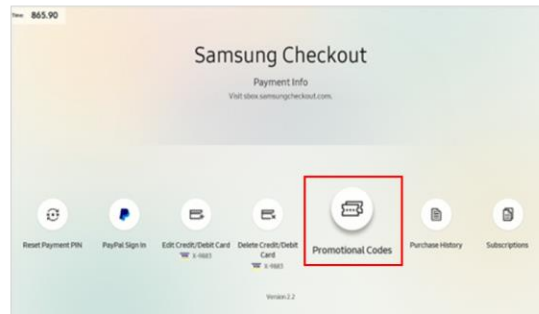 Time 865.90
Samsung Checkout
Payment Info
Visit sbox.samsungcheckout.com.
Reset Payment PIN
PayPal Sign In
Edit Credit/Debit Card
X-9883
Delete Credit/Debit
Card
X-9883
Promotional Codes
Purchase History
Subscriptions
Version 2.2